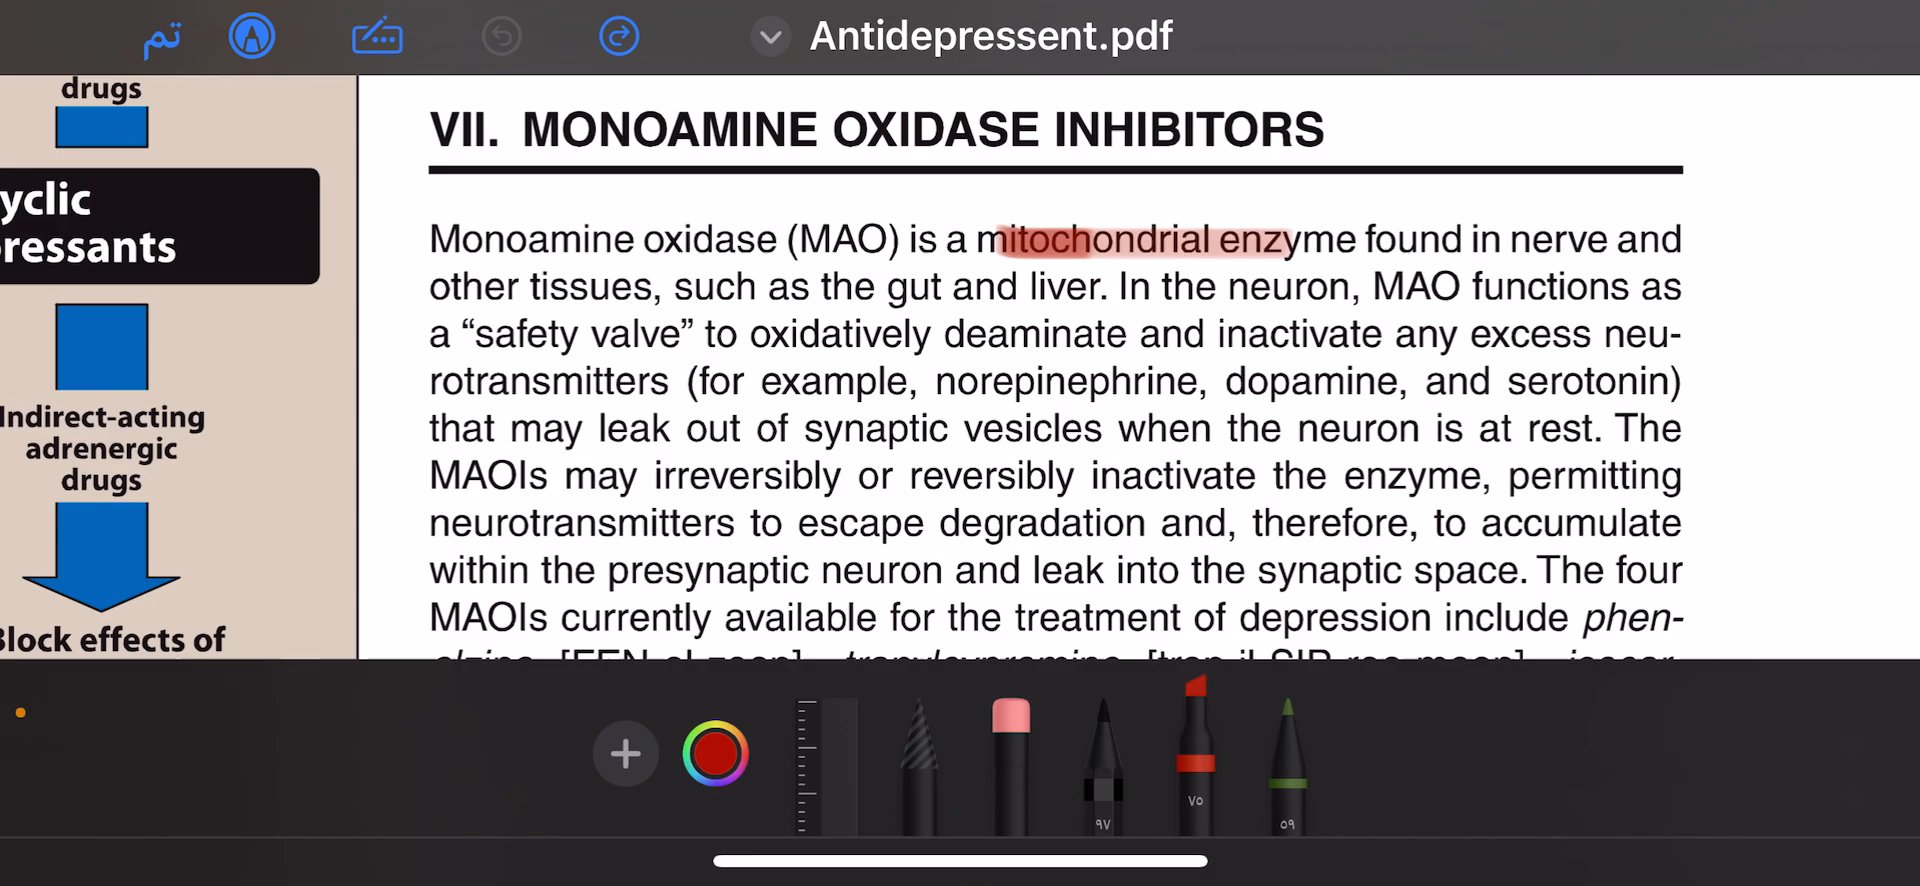 تم
Antidepressent.pdf
drugs
yclic
ressants
Indirect-acting
adrenergic
drugs
Block effects of
VII. MONOAMINE OXIDASE INHIBITORS
Monoamine oxidase (MAO) is a mitochondrial enzyme found in nerve and
other tissues, such as the gut and liver. In the neuron, MAO functions as
a “safety valve” to oxidatively deaminate and inactivate any excess neu-
rotransmitters (for example, norepinephrine, dopamine, and serotonin)
that may leak out of synaptic vesicles when the neuron is at rest. The
MAOIs may irreversibly or reversibly inactivate the enzyme, permitting
neurotransmitters to escape degradation and, therefore, to accumulate
within the presynaptic neuron and leak into the synaptic space. The four
MAOIs currently available for the treatment of depression include phen-
٩٧
٧٥
٥٩